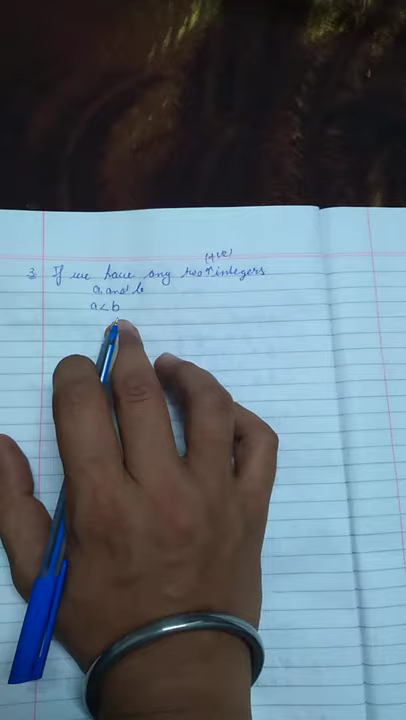 (+ve)
3 If we have any two integers
a and b
a < b